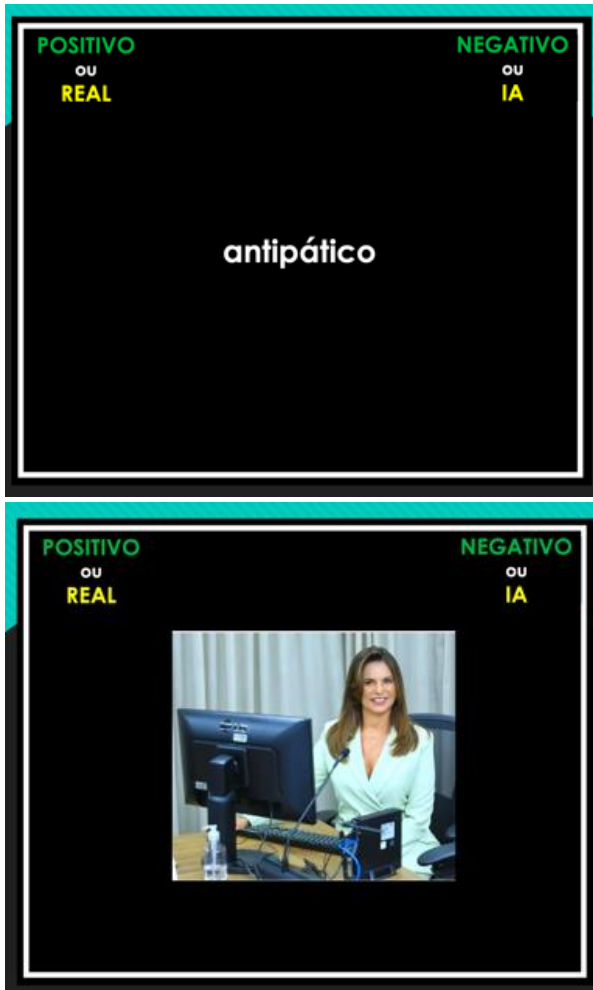 POSITIVO
NEGATIVO
ou
ou
REAL
IA
antipático
POSITIVO
NEGATIVO
ou
ou
REAL
IA